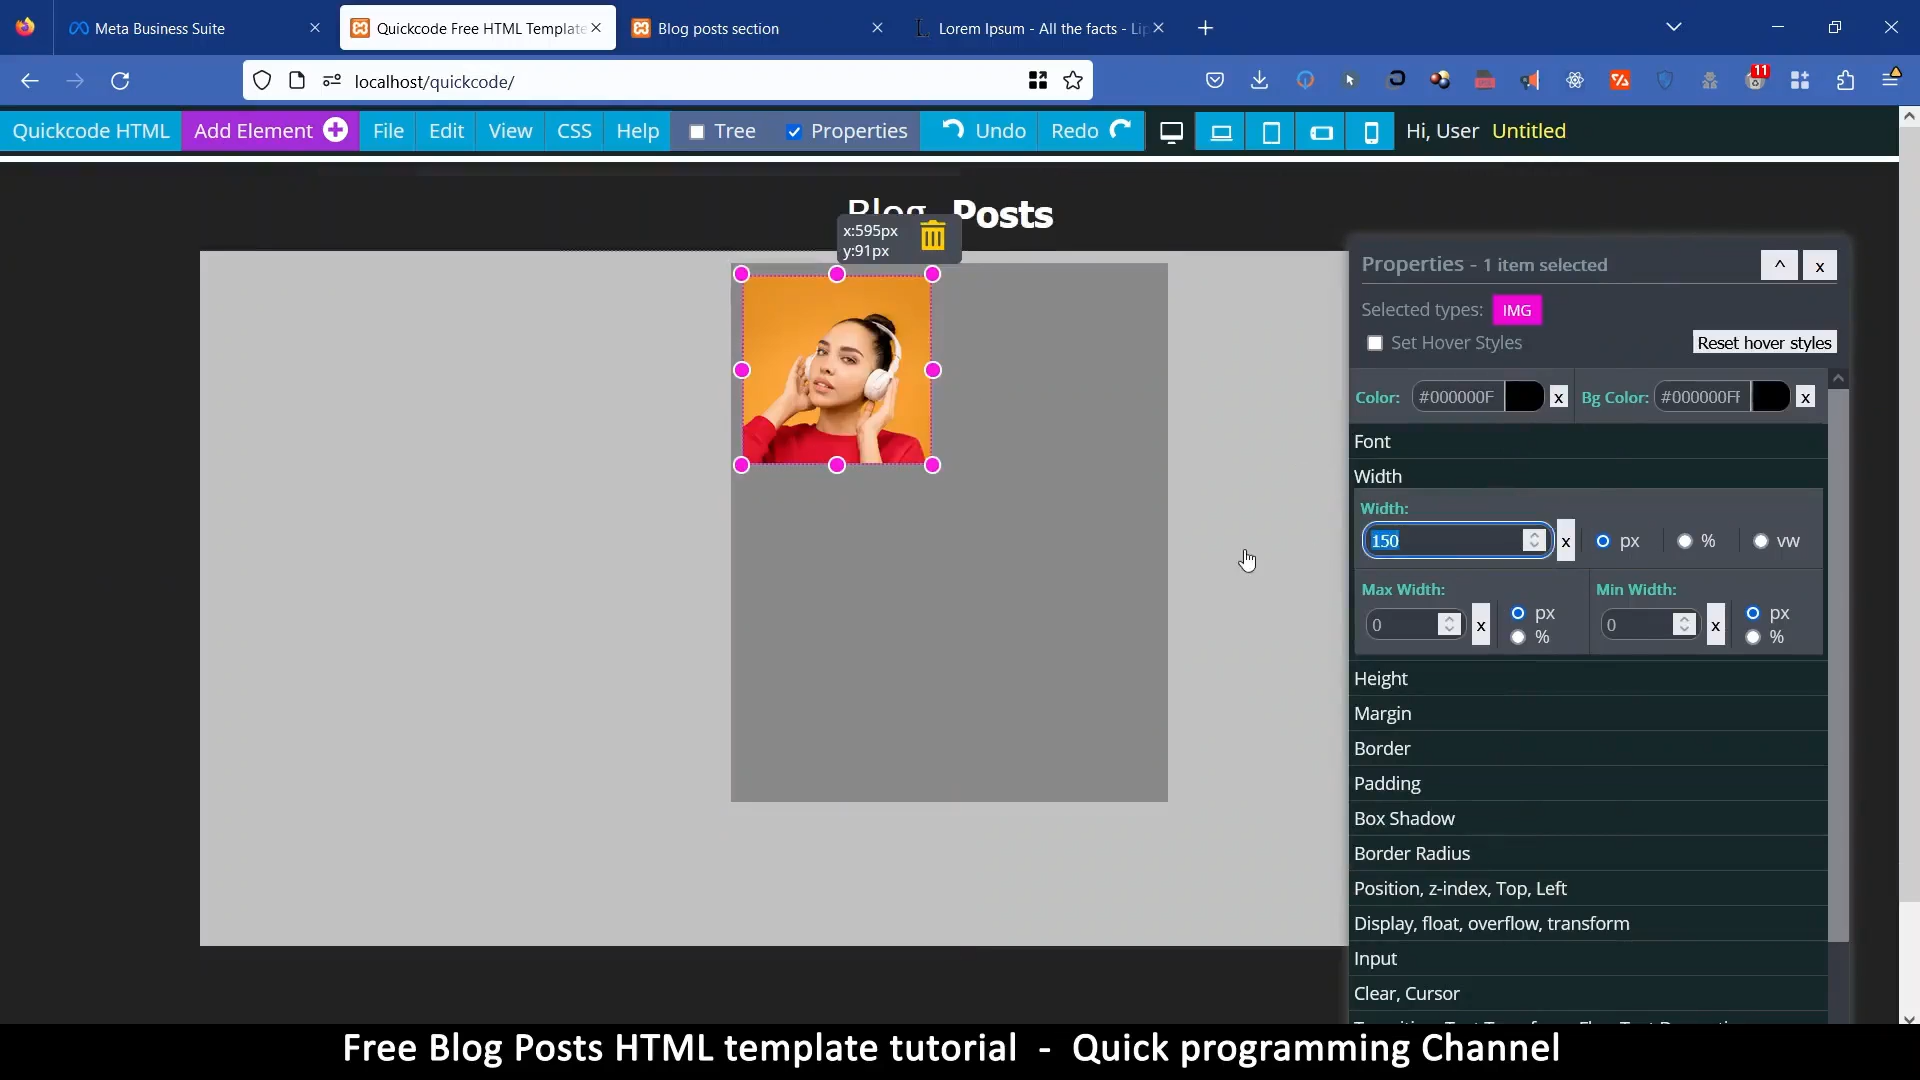 Meta Business Suite
Quickcode Free HTML Template
Blog posts section
Lorem Ipsum - All the facts - Lip
localhost/quickcode/
11
Quickcode HTML
Add Element
File
Edit
View
CSS
Help
Tree
Properties
Undo
Redo
Hi, User
Untitled
Blog Posts
x:595px
y:91px
Properties - 1 item selected
^
x
Selected types:
IMG
Set Hover Styles
Reset hover styles
Color:
#000000F
x
Bg Color:
#000000FF
x
Font
Width
Width:
150
x
px
%
vw
Max Width:
0
x
px
%
Min Width:
0
x
px
%
Height
Margin
Border
Padding
Box Shadow
Border Radius
Position, z-index, Top, Left
Display, float, overflow, transform
Input
Clear, Cursor
Free Blog Posts HTML template tutorial - Quick programming Channel